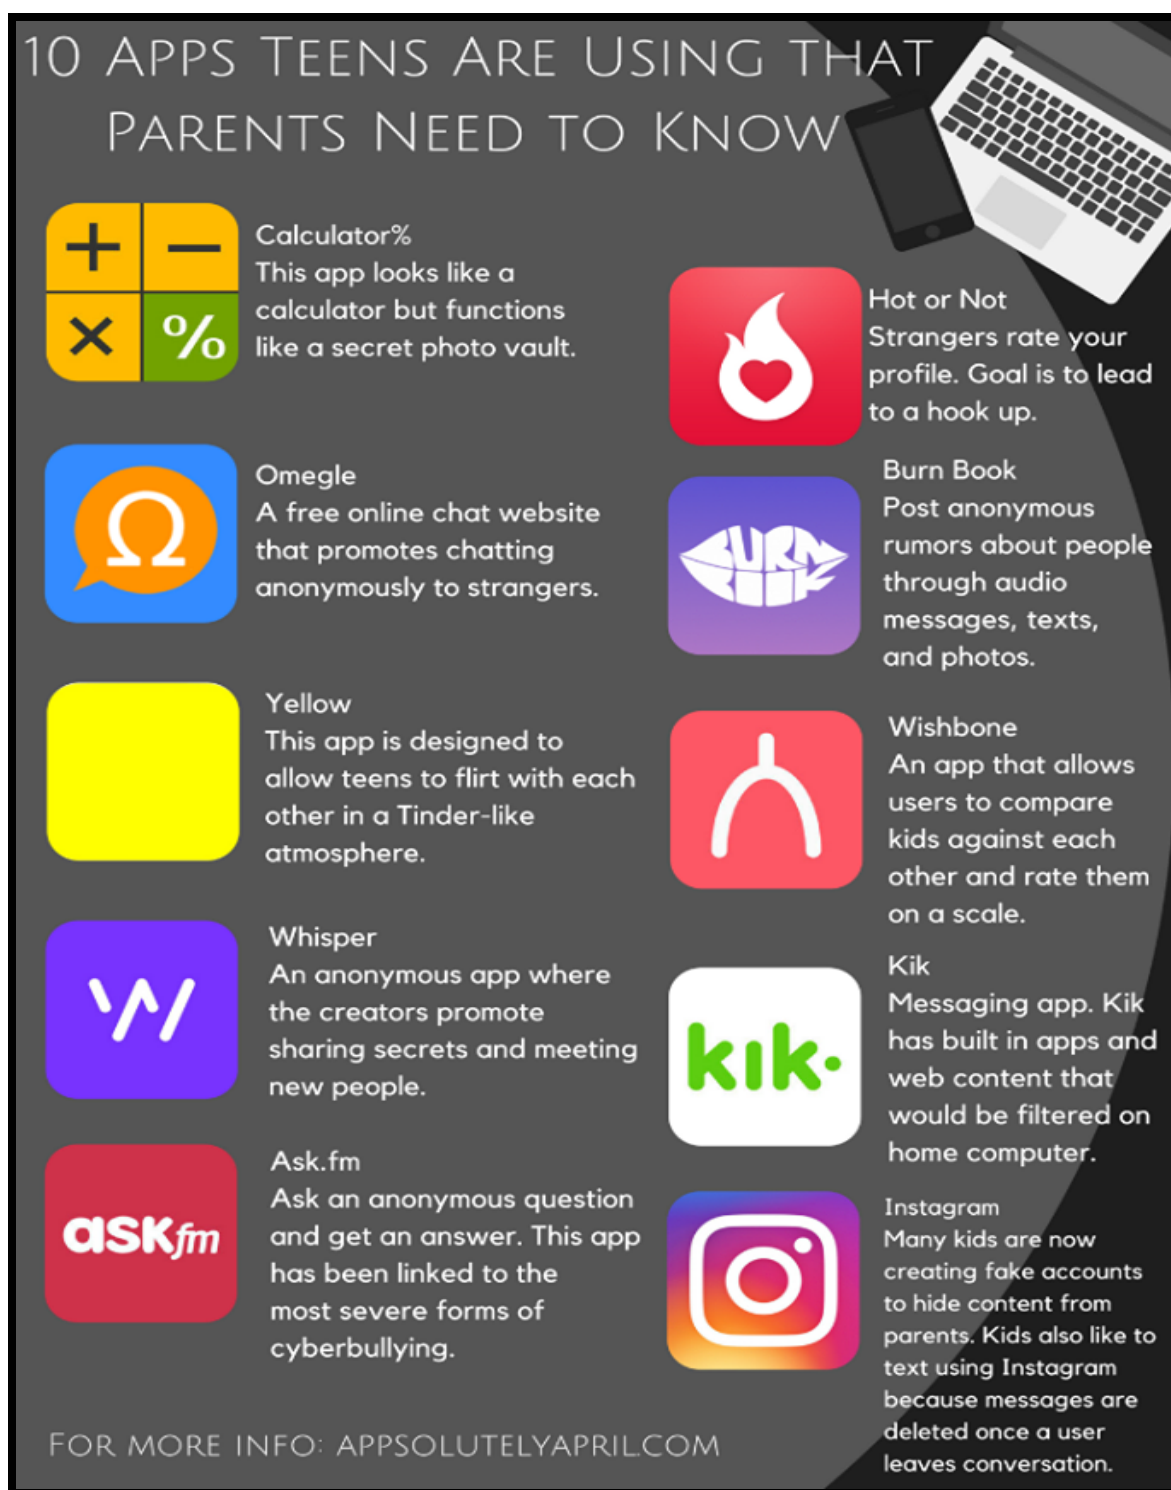 10 Apps Teens Are Using that
Parents Need to Know
+ −
× %
Calculator%
This app looks like a
calculator but functions
like a secret photo vault.
Ω
Omegle
A free online chat website
that promotes chatting
anonymously to strangers.
Yellow
This app is designed to
allow teens to flirt with each
other in a Tinder-like
atmosphere.
Whisper
An anonymous app where
the creators promote
sharing secrets and meeting
new people.
ASKfm
Ask.fm
Ask an anonymous question
and get an answer. This app
has been linked to the
most severe forms of
cyberbullying.
Hot or Not
Strangers rate your
profile. Goal is to lead
to a hook up.
BURN
BOOK
Burn Book
Post anonymous
rumors about people
through audio
messages, texts,
and photos.
Wishbone
An app that allows
users to compare
kids against each
other and rate them
on a scale.
kik.
Kik
Messaging app. Kik
has built in apps and
web content that
would be filtered on
home computer.
Instagram
Many kids are now
creating fake accounts
to hide content from
parents. Kids also like to
text using Instagram
because messages are
deleted once a user
leaves conversation.
For more info: appsolutelyapril.com